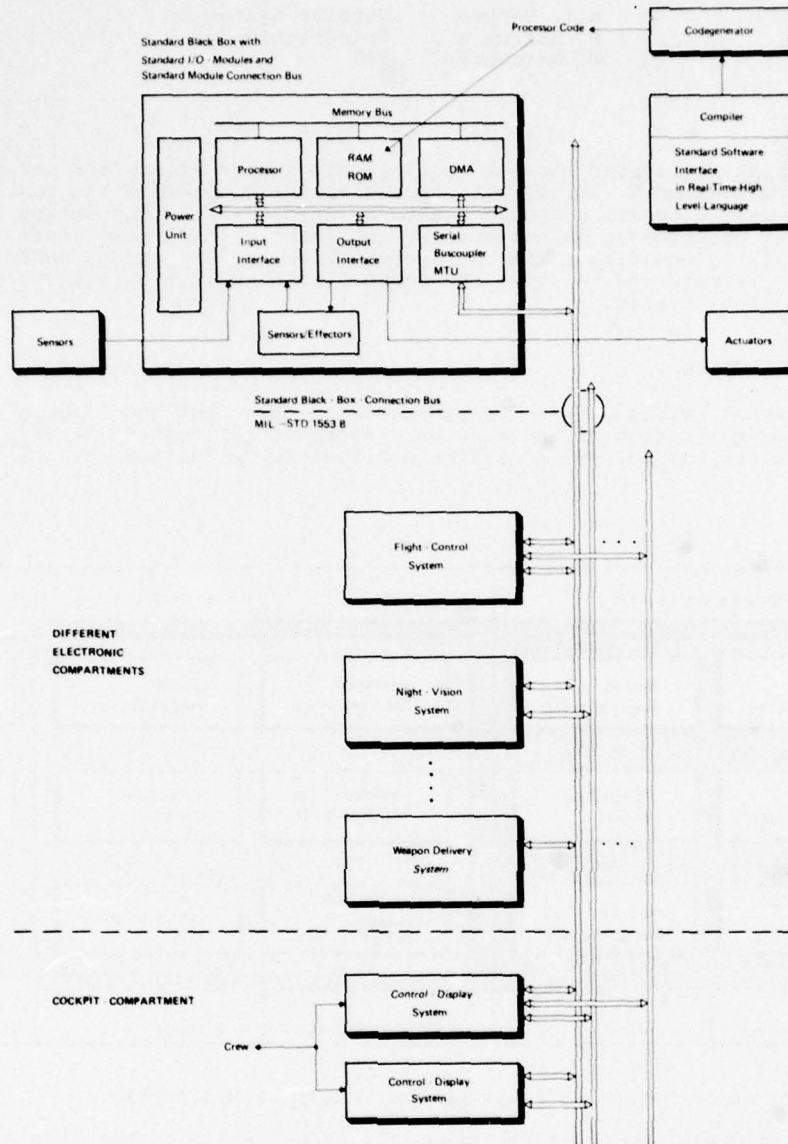 Processor Code
Codegenerator
Standard Black Box with
Standard I/O - Modules and
Standard Module Connection Bus
Compiler
Standard Software
Interface
in Real-Time-High
Level-Language
Memory Bus
Power
Unit
Processor
RAM
ROM
DMA
Input
Interface
Output
Interface
Serial
Buscoupler
MTU
Sensors
Sensors/Effectors
Actuators
Standard Black - Box - Connection Bus
MIL -STD 1553 B
Flight - Control
System
DIFFERENT
ELECTRONIC
COMPARTMENTS
Night - Vision
System
Weapon Delivery
System
COCKPIT - COMPARTMENT
Control - Display
System
Crew
Control - Display
System